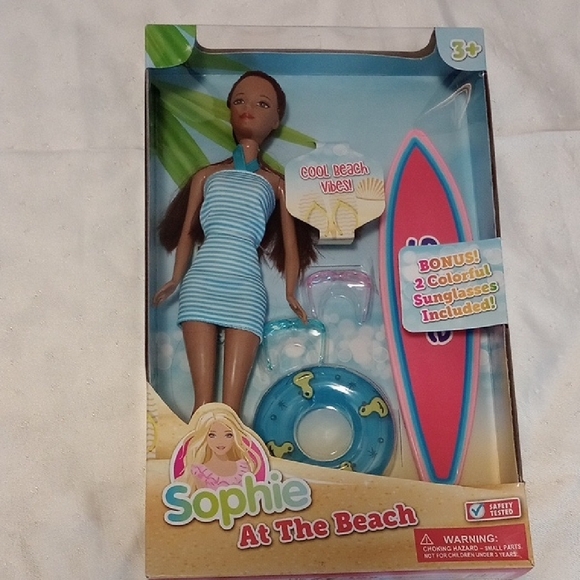 3+
COOL BEACH
VIBES!
BONUS!
2 Colorful
Sunglasses
Included!
Sophie
At The Beach
SAFETY
TESTED
WARNING:
CHOKING HAZARD – SMALL PARTS
NOT FOR CHILDREN UNDER 3 YEARS.